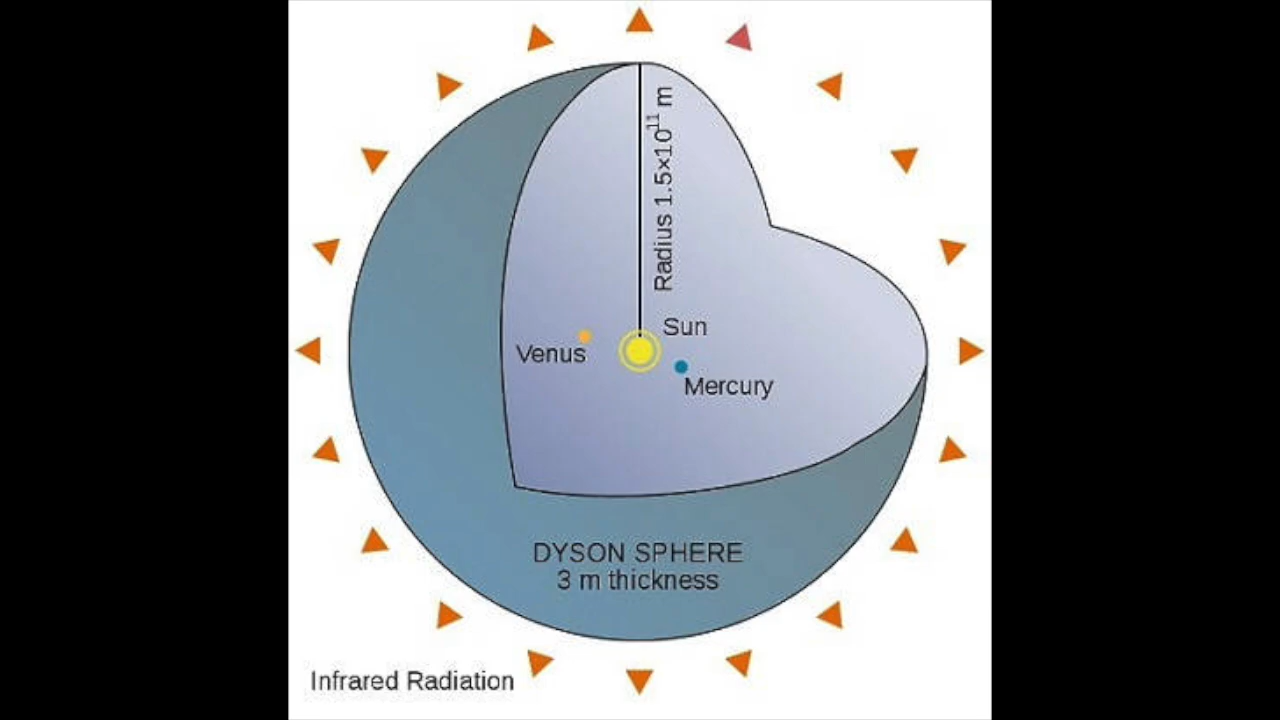 Radius 1.5×10¹¹ m
Sun
Venus
Mercury
DYSON SPHERE
3 m thickness
Infrared Radiation